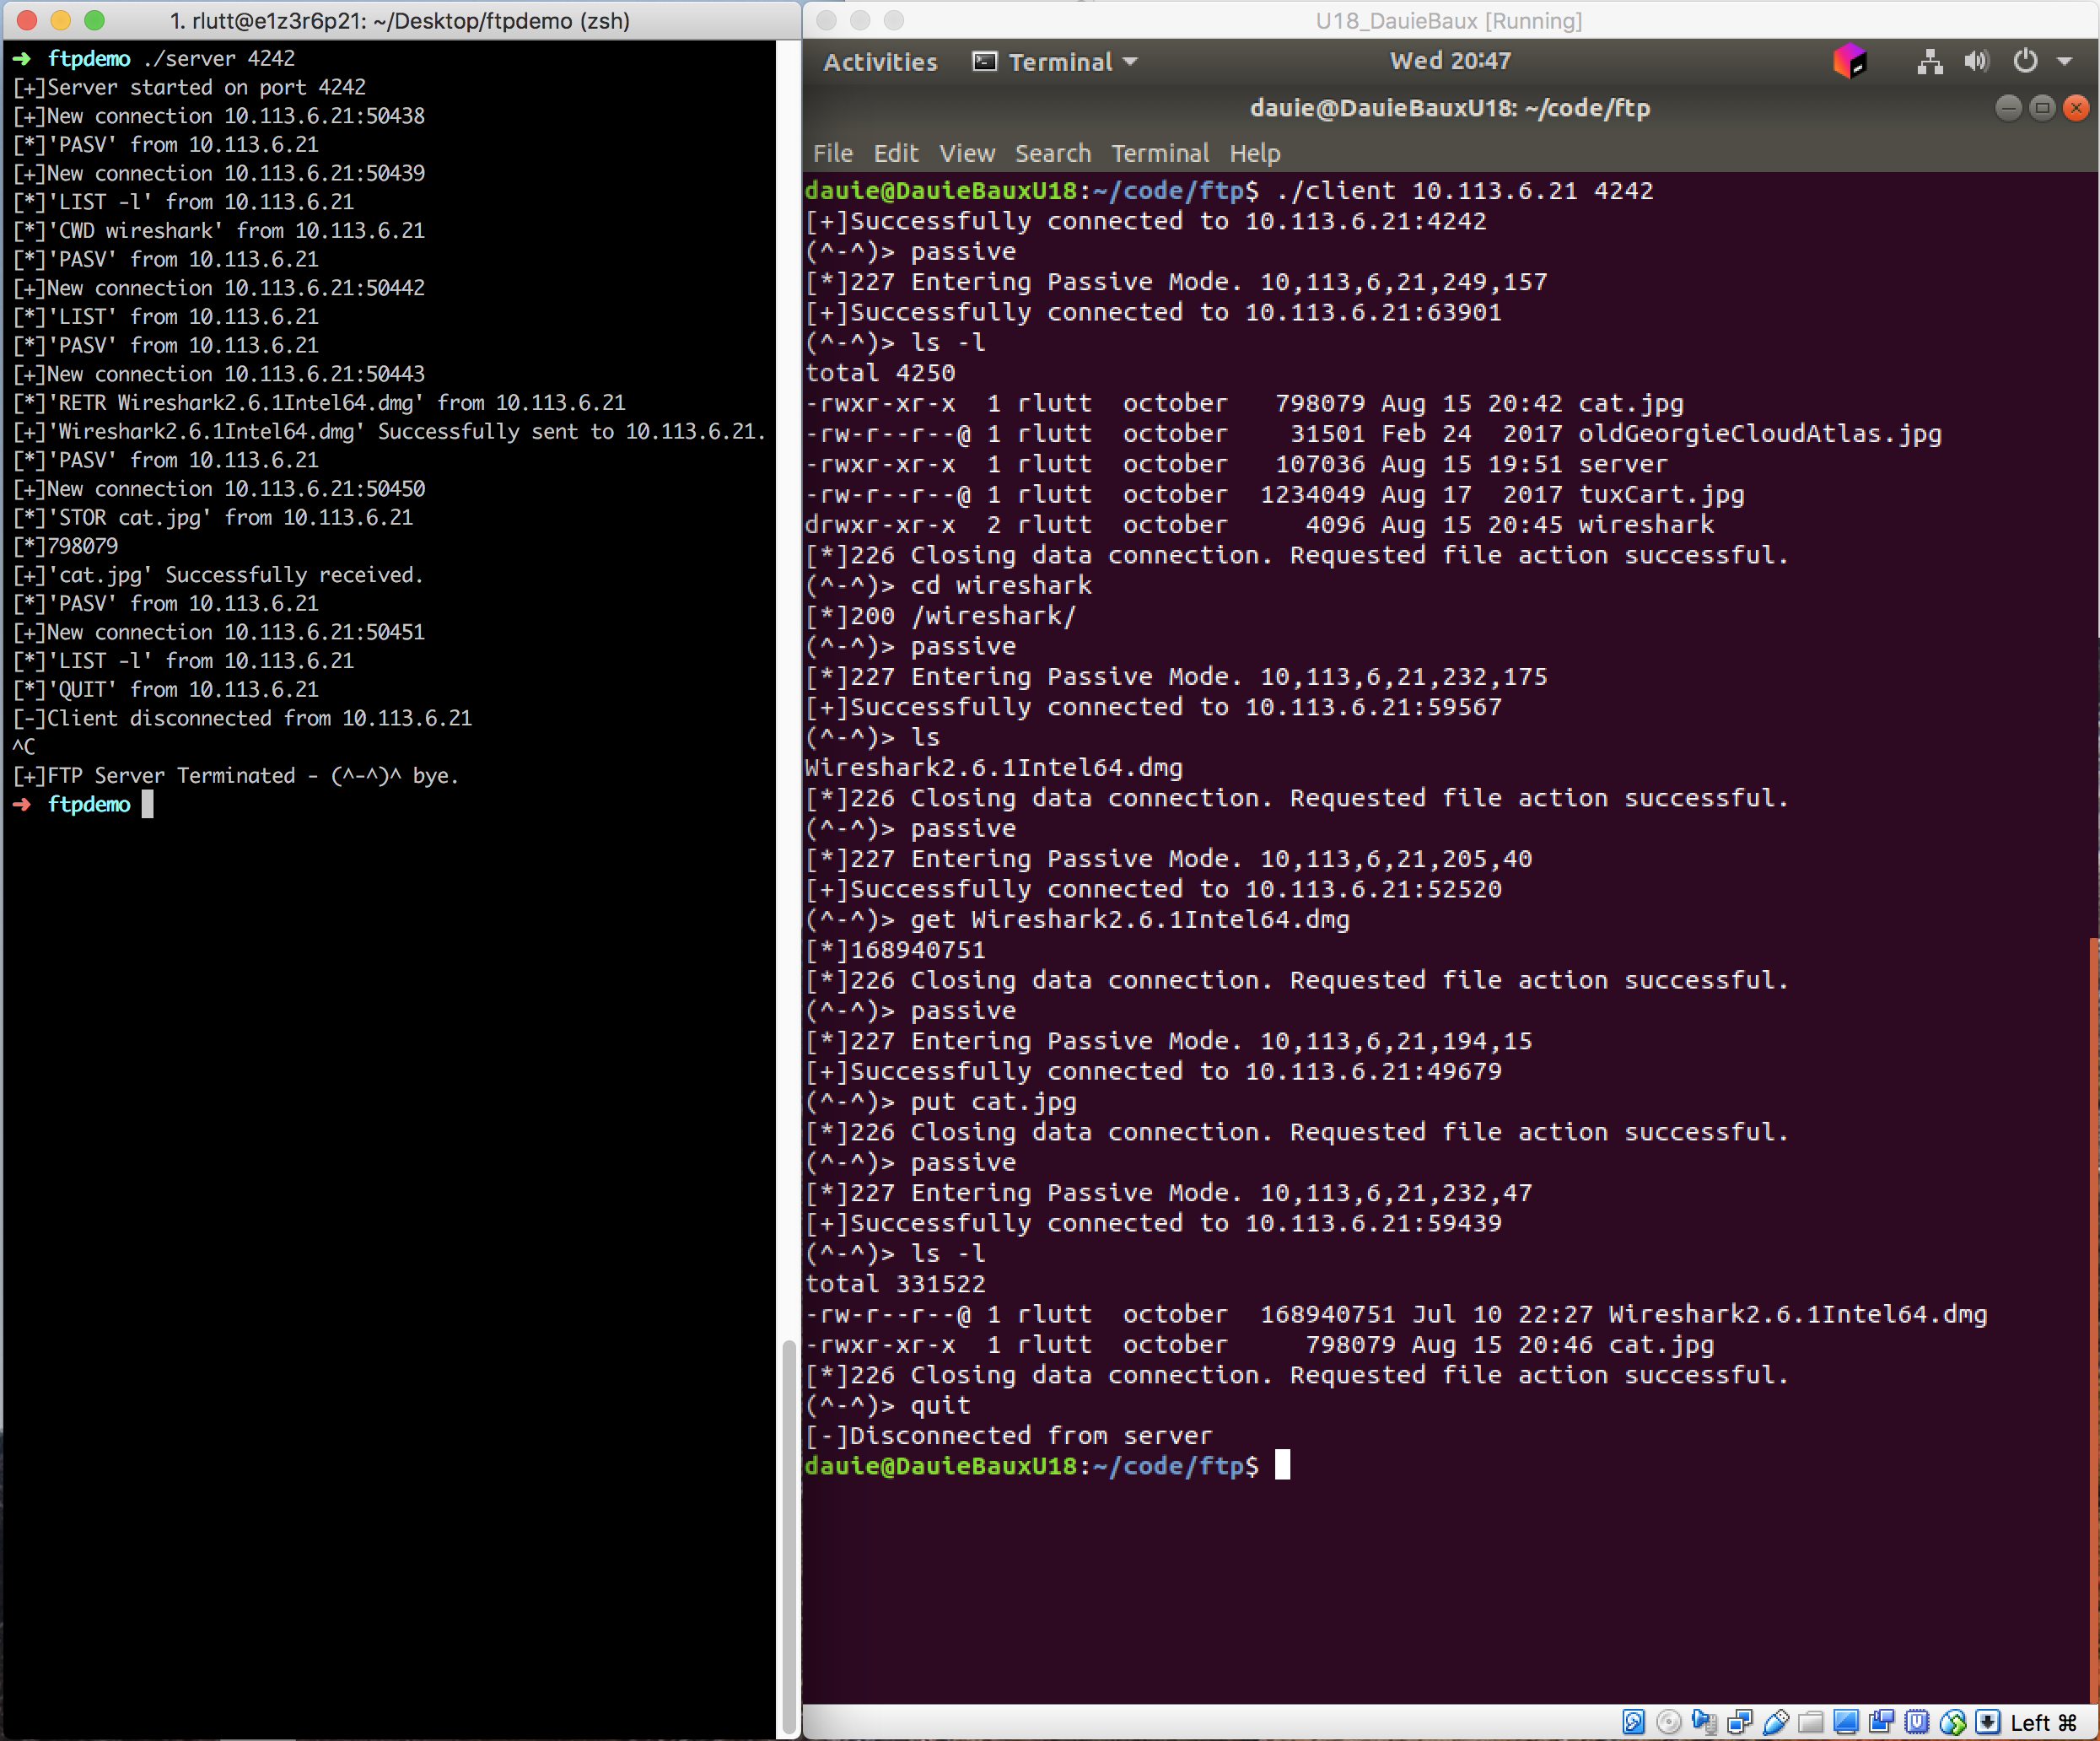 1. rlutt@e1z3r6p21: ~/Desktop/ftpdemo (zsh)
➜ ftpdemo ./server 4242
[+]Server started on port 4242
[+]New connection 10.113.6.21:50438
[*]'PASV' from 10.113.6.21
[+]New connection 10.113.6.21:50439
[*]'LIST -l' from 10.113.6.21
[*]'CWD wireshark' from 10.113.6.21
[*]'PASV' from 10.113.6.21
[+]New connection 10.113.6.21:50442
[*]'LIST' from 10.113.6.21
[*]'PASV' from 10.113.6.21
[+]New connection 10.113.6.21:50443
[*]'RETR Wireshark2.6.1Intel64.dmg' from 10.113.6.21
[+]'Wireshark2.6.1Intel64.dmg' Successfully sent to 10.113.6.21.
[*]'PASV' from 10.113.6.21
[+]New connection 10.113.6.21:50450
[*]'STOR cat.jpg' from 10.113.6.21
[*]798079
[+]'cat.jpg' Successfully received.
[*]'PASV' from 10.113.6.21
[+]New connection 10.113.6.21:50451
[*]'LIST -l' from 10.113.6.21
[*]'QUIT' from 10.113.6.21
[-]Client disconnected from 10.113.6.21
^C
[+]FTP Server Terminated - (^-^)^ bye.
➜ ftpdemo
U18_DauieBaux [Running]
Activities Terminal Wed 20:47
dauie@DauieBauxU18: ~/code/ftp
File Edit View Search Terminal Help
dauie@DauieBauxU18:~/code/ftp$ ./client 10.113.6.21 4242
[+]Successfully connected to 10.113.6.21:4242
(^-^)> passive
[*]227 Entering Passive Mode. 10,113,6,21,249,157
[+]Successfully connected to 10.113.6.21:63901
(^-^)> ls -l
total 4250
-rwxr-xr-x  1 rlutt  october   798079 Aug 15 20:42 cat.jpg
-rw-r--r--@ 1 rlutt  october    31501 Feb 24  2017 oldGeorgieCloudAtlas.jpg
-rwxr-xr-x  1 rlutt  october   107036 Aug 15 19:51 server
-rw-r--r--@ 1 rlutt  october  1234049 Aug 17  2017 tuxCart.jpg
drwxr-xr-x  2 rlutt  october     4096 Aug 15 20:45 wireshark
[*]226 Closing data connection. Requested file action successful.
(^-^)> cd wireshark
[*]200 /wireshark/
(^-^)> passive
[*]227 Entering Passive Mode. 10,113,6,21,232,175
[+]Successfully connected to 10.113.6.21:59567
(^-^)> ls
Wireshark2.6.1Intel64.dmg
[*]226 Closing data connection. Requested file action successful.
(^-^)> passive
[*]227 Entering Passive Mode. 10,113,6,21,205,40
[+]Successfully connected to 10.113.6.21:52520
(^-^)> get Wireshark2.6.1Intel64.dmg
[*]168940751
[*]226 Closing data connection. Requested file action successful.
(^-^)> passive
[*]227 Entering Passive Mode. 10,113,6,21,194,15
[+]Successfully connected to 10.113.6.21:49679
(^-^)> put cat.jpg
[*]226 Closing data connection. Requested file action successful.
(^-^)> passive
[*]227 Entering Passive Mode. 10,113,6,21,232,47
[+]Successfully connected to 10.113.6.21:59439
(^-^)> ls -l
total 331522
-rw-r--r--@ 1 rlutt  october  168940751 Jul 10 22:27 Wireshark2.6.1Intel64.dmg
-rwxr-xr-x  1 rlutt  october     798079 Aug 15 20:46 cat.jpg
[*]226 Closing data connection. Requested file action successful.
(^-^)> quit
[-]Disconnected from server
dauie@DauieBauxU18:~/code/ftp$
Left ⌘